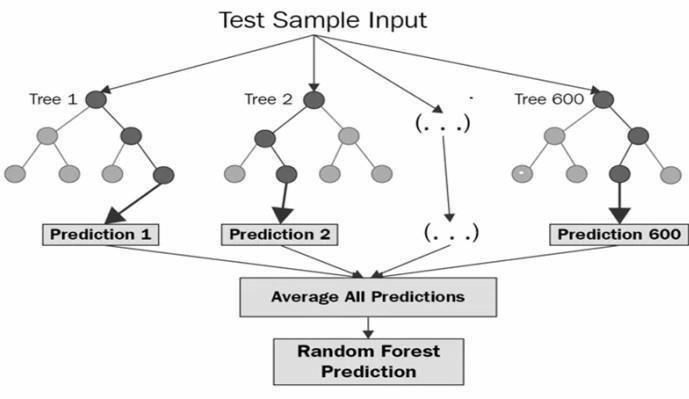 Test Sample Input
Tree 1
Tree 2
(. . .)
Tree 600
Prediction 1
Prediction 2
(. . .)
Prediction 600
Average All Predictions
Random Forest
Prediction